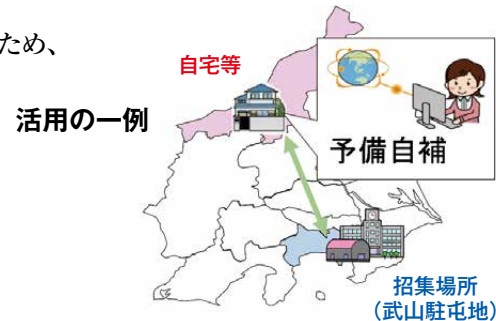 ため、
自宅等
活用の一例
予備自補
招集場所
（武山駐屯地）